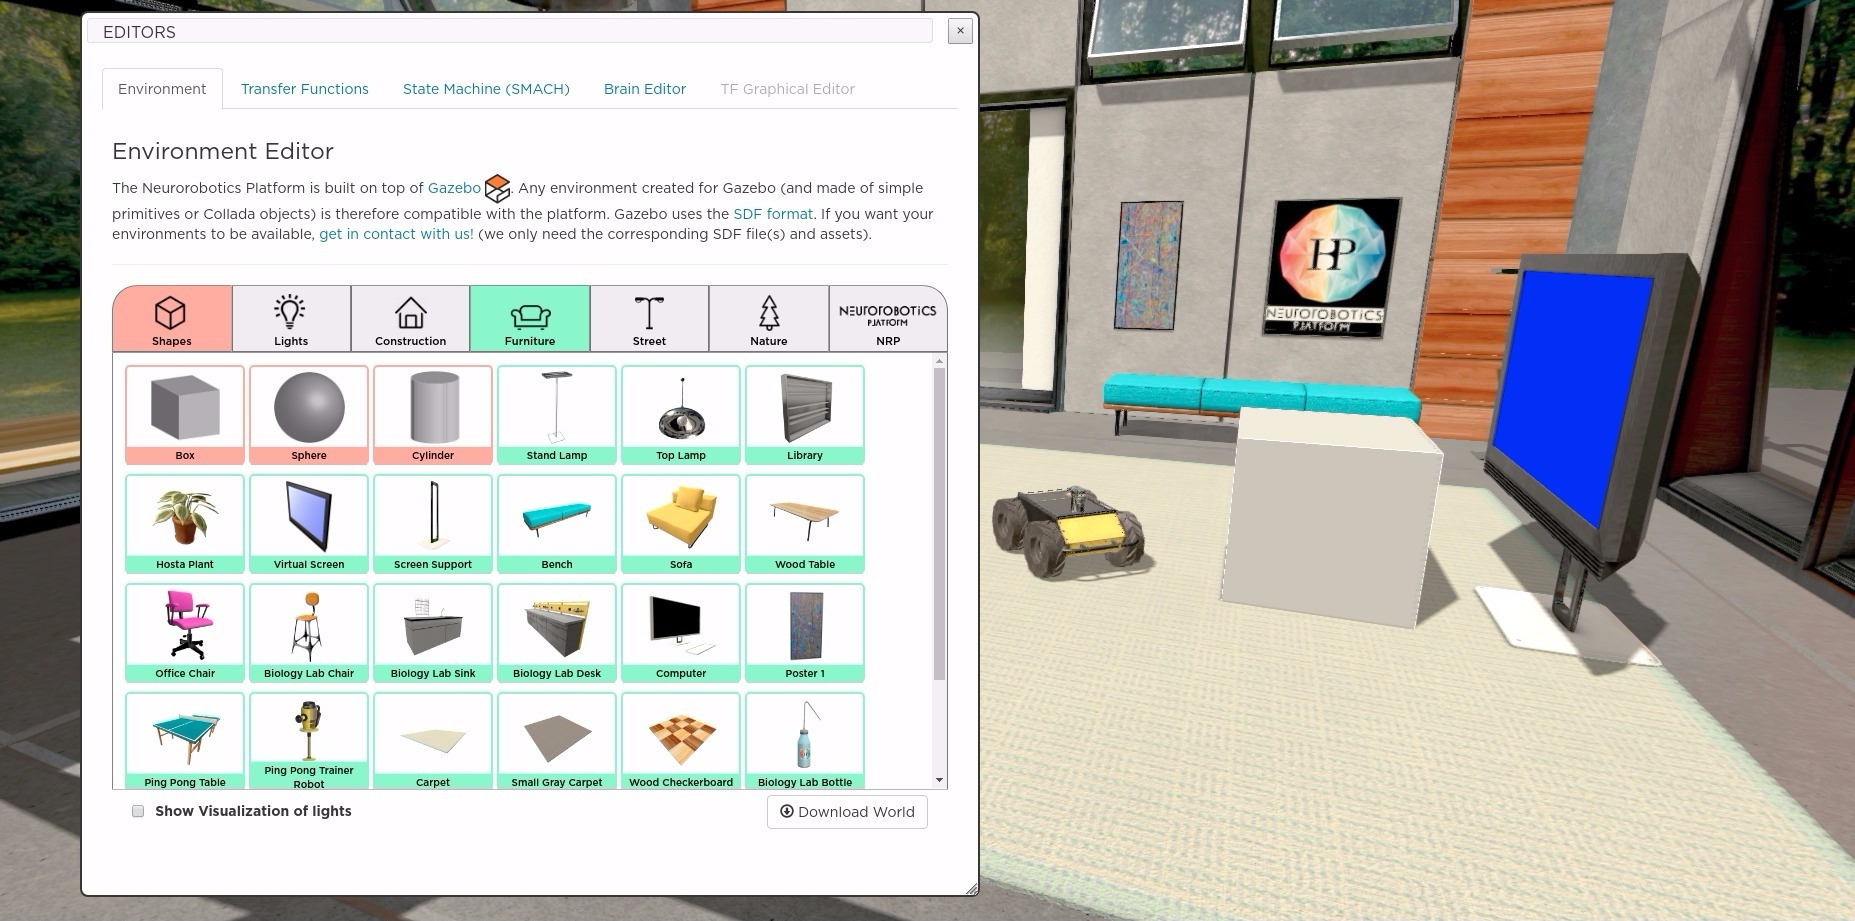 EDITORS
×
Environment
Transfer Functions
State Machine (SMACH)
Brain Editor
TF Graphical Editor
Environment Editor
The Neurorobotics Platform is built on top of Gazebo . Any environment created for Gazebo (and made of simple
primitives or Collada objects) is therefore compatible with the platform. Gazebo uses the SDF format. If you want your
environments to be available, get in contact with us! (we only need the corresponding SDF file(s) and assets).
NEUROROBOTICS
PLATFORM
Shapes
Lights
Construction
Furniture
Street
Nature
NRP
Box
Sphere
Cylinder
Stand Lamp
Top Lamp
Library
Hosta Plant
Virtual Screen
Screen Support
Bench
Sofa
Wood Table
Office Chair
Biology Lab Chair
Biology Lab Sink
Biology Lab Desk
Computer
Poster 1
Ping Pong Table
Ping Pong Trainer
Robot
Carpet
Small Gray Carpet
Wood Checkerboard
Biology Lab Bottle
Show Visualization of lights
Download World
HP
NEUROROBOTICS
PLATFORM